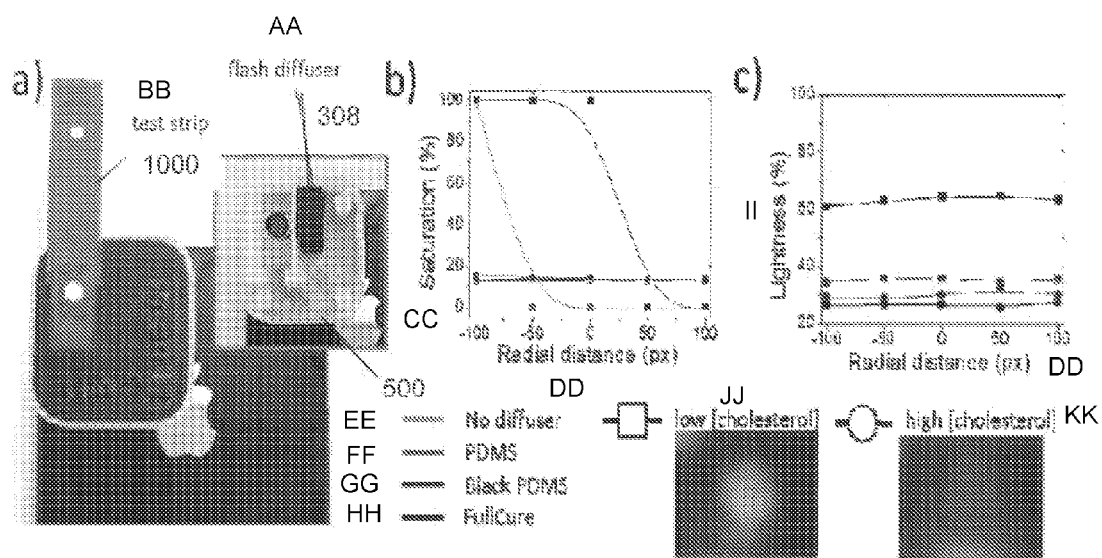 AA
a)
flash diffuser
b)
c)
BB
test strip
1000
308
Saturation (%)
100
80
60
40
20
0
-100 -50 0 50 100
Radial distance (px)
CC
DD
II
Lightness (%)
100
80
60
40
20
-100 -50 0 50 100
Radial distance (px)
DD
500
EE No diffuser
FF PDMS
GG Black PDMS
HH FullCure
JJ
low [cholesterol]
high [cholesterol]
KK